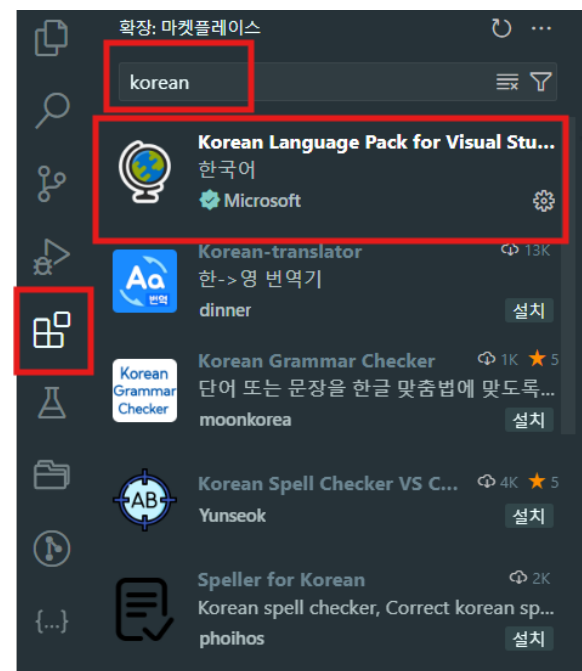 확장: 마켓플레이스
korean
Korean Language Pack for Visual Stu...
한국어
Microsoft
Korean-translator 13K
Aa
번역
한->영 번역기
dinner 설치
Korean Grammar Checker 1K ★ 5
Korean
Grammar
Checker
단어 또는 문장을 한글 맞춤법에 맞도록...
moonkorea 설치
Korean Spell Checker VS C... 4K ★ 5
AB
Yunseok 설치
Speller for Korean 2K
Korean spell checker, Correct korean sp...
phoihos 설치
{...}